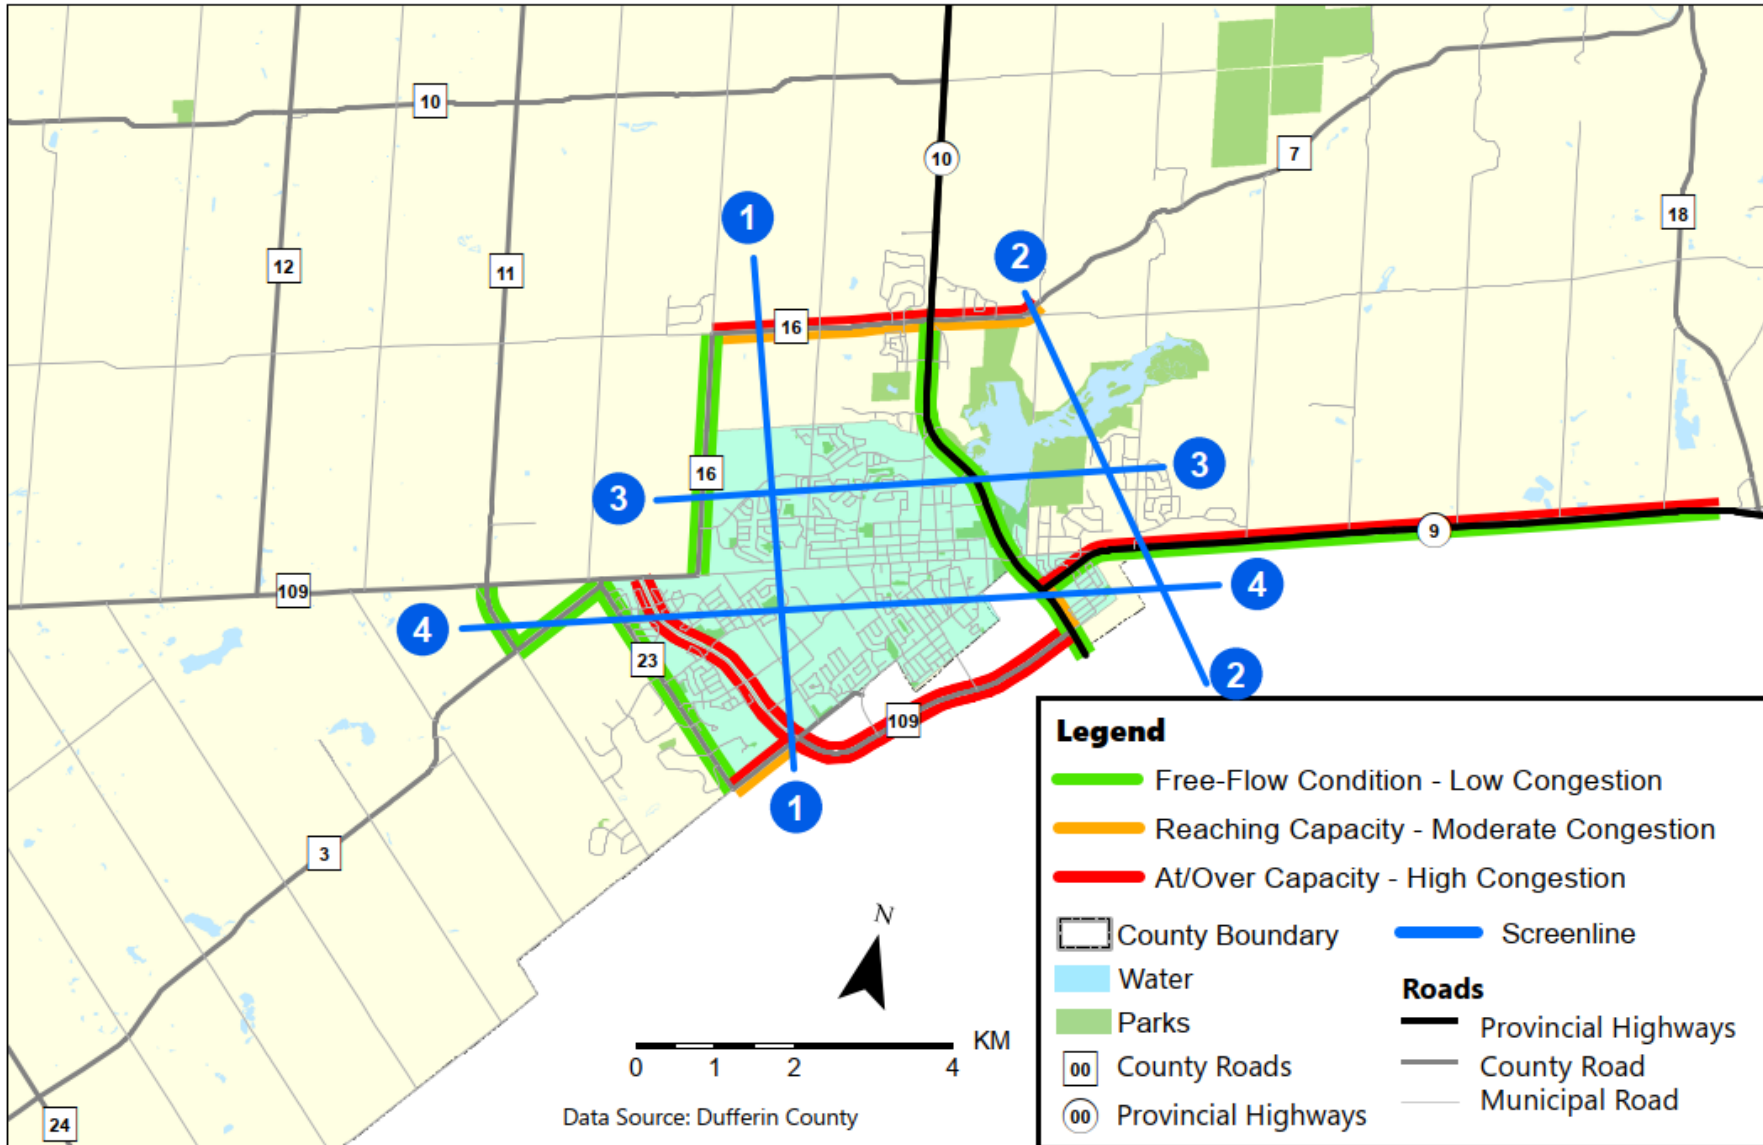 10
10
7
1
18
2
12
11
16
16
3
3
9
109
4
4
23
2
109
1
3
24
N
KM
0 1 2 4
Data Source: Dufferin County
Legend
Free-Flow Condition - Low Congestion
Reaching Capacity - Moderate Congestion
At/Over Capacity - High Congestion
County Boundary
Screenline
Water
Parks
00 County Roads
00 Provincial Highways
Roads
Provincial Highways
County Road
Municipal Road